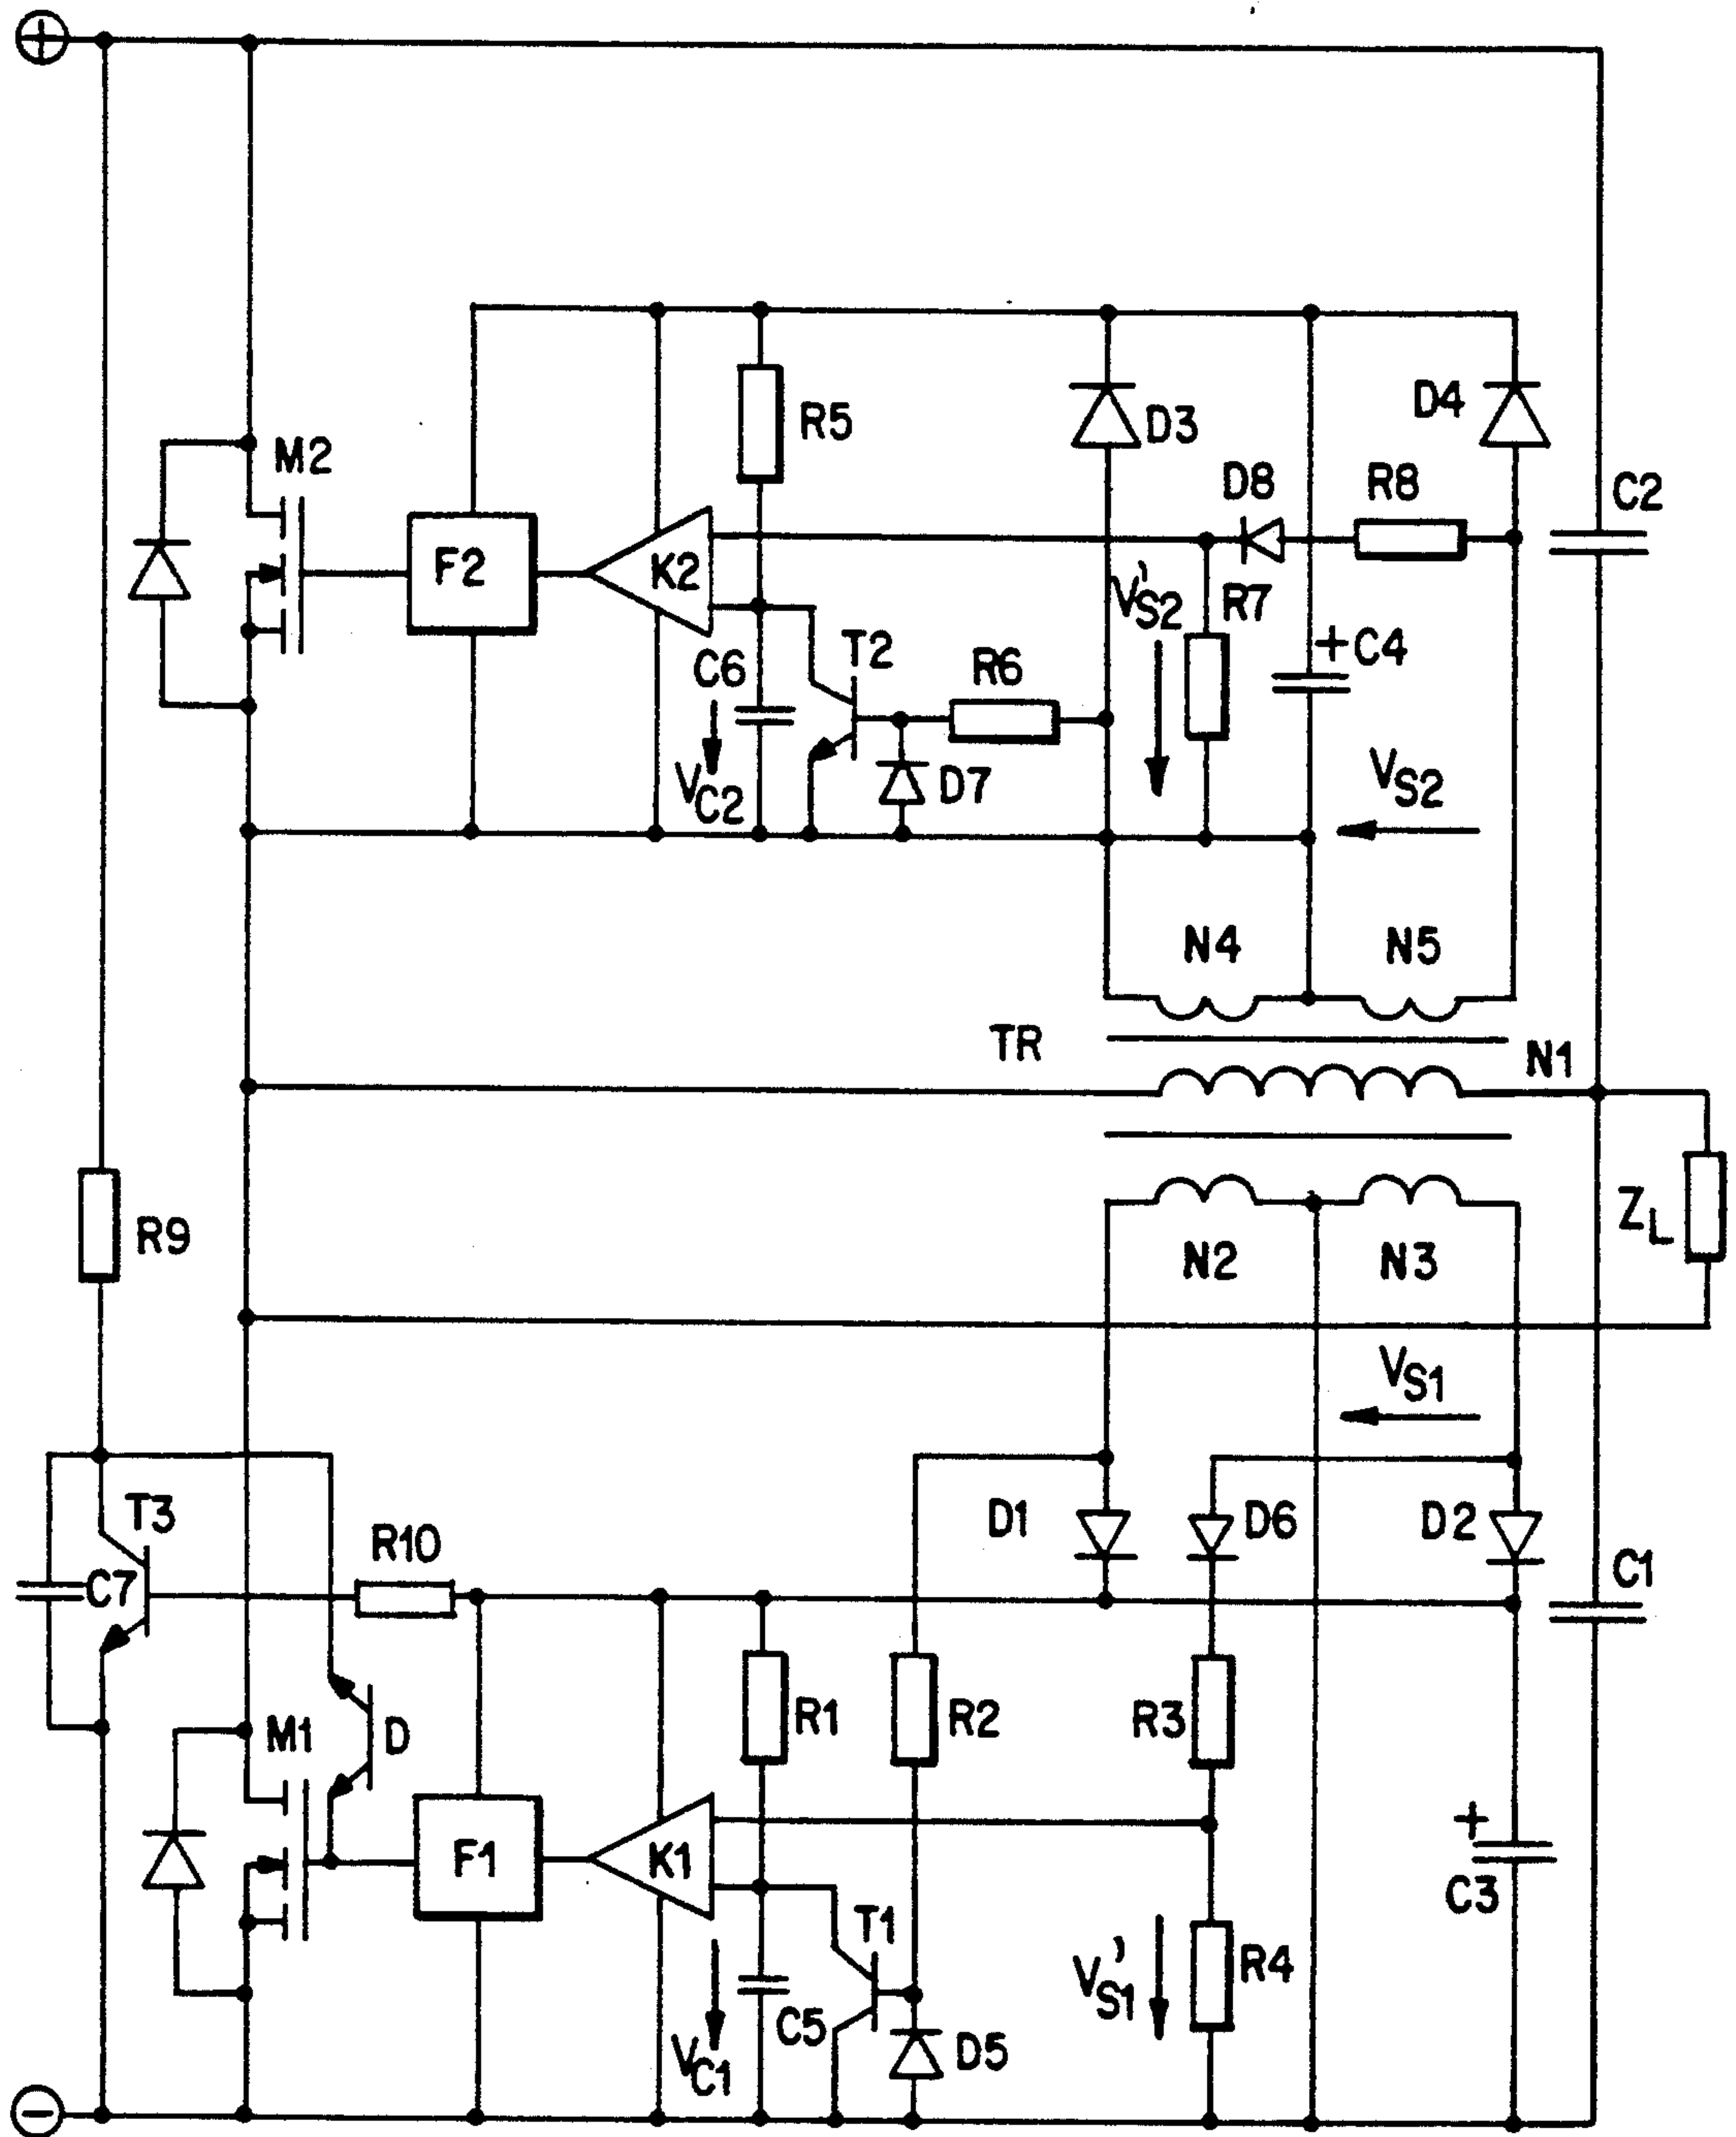 +
M2
R5
D3
D4
D8
R8
C2
F2
K2
V'S2
R7
C6
T2
R6
+ C4
VC2
D7
VS2
N4
N5
TR
N1
R9
N2
N3
ZL
VS1
T3
D1
D6
D2
R10
C7
C1
M1
D
R1
R2
R3
F1
K1
+
C3
T1
V'S1
R4
VC1
C5
D5
−